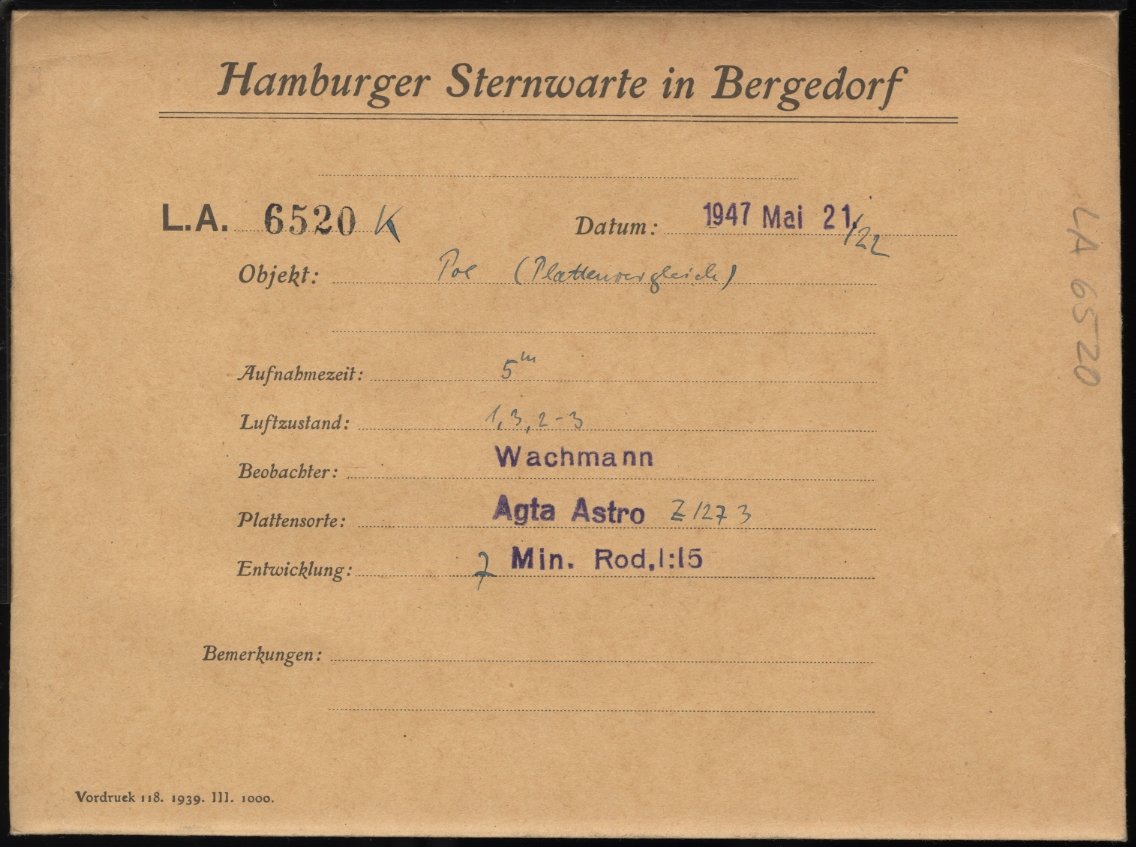 Hamburger Sternwarte in Bergedorf
L.A. 6520 K Datum: 1947 Mai 21./22
Objekt: Pol (Plattenvergleich)
Aufnahmezeit: 5ᵐ
Luftzustand: 1, 3, 2-3
Beobachter: Wachmann
Plattensorte: Agfa Astro Z 1273
Entwicklung: 7 Min. Rod. 1:15
Bemerkungen:
Vordruck 118. 1939. III. 1000.
LA 6520